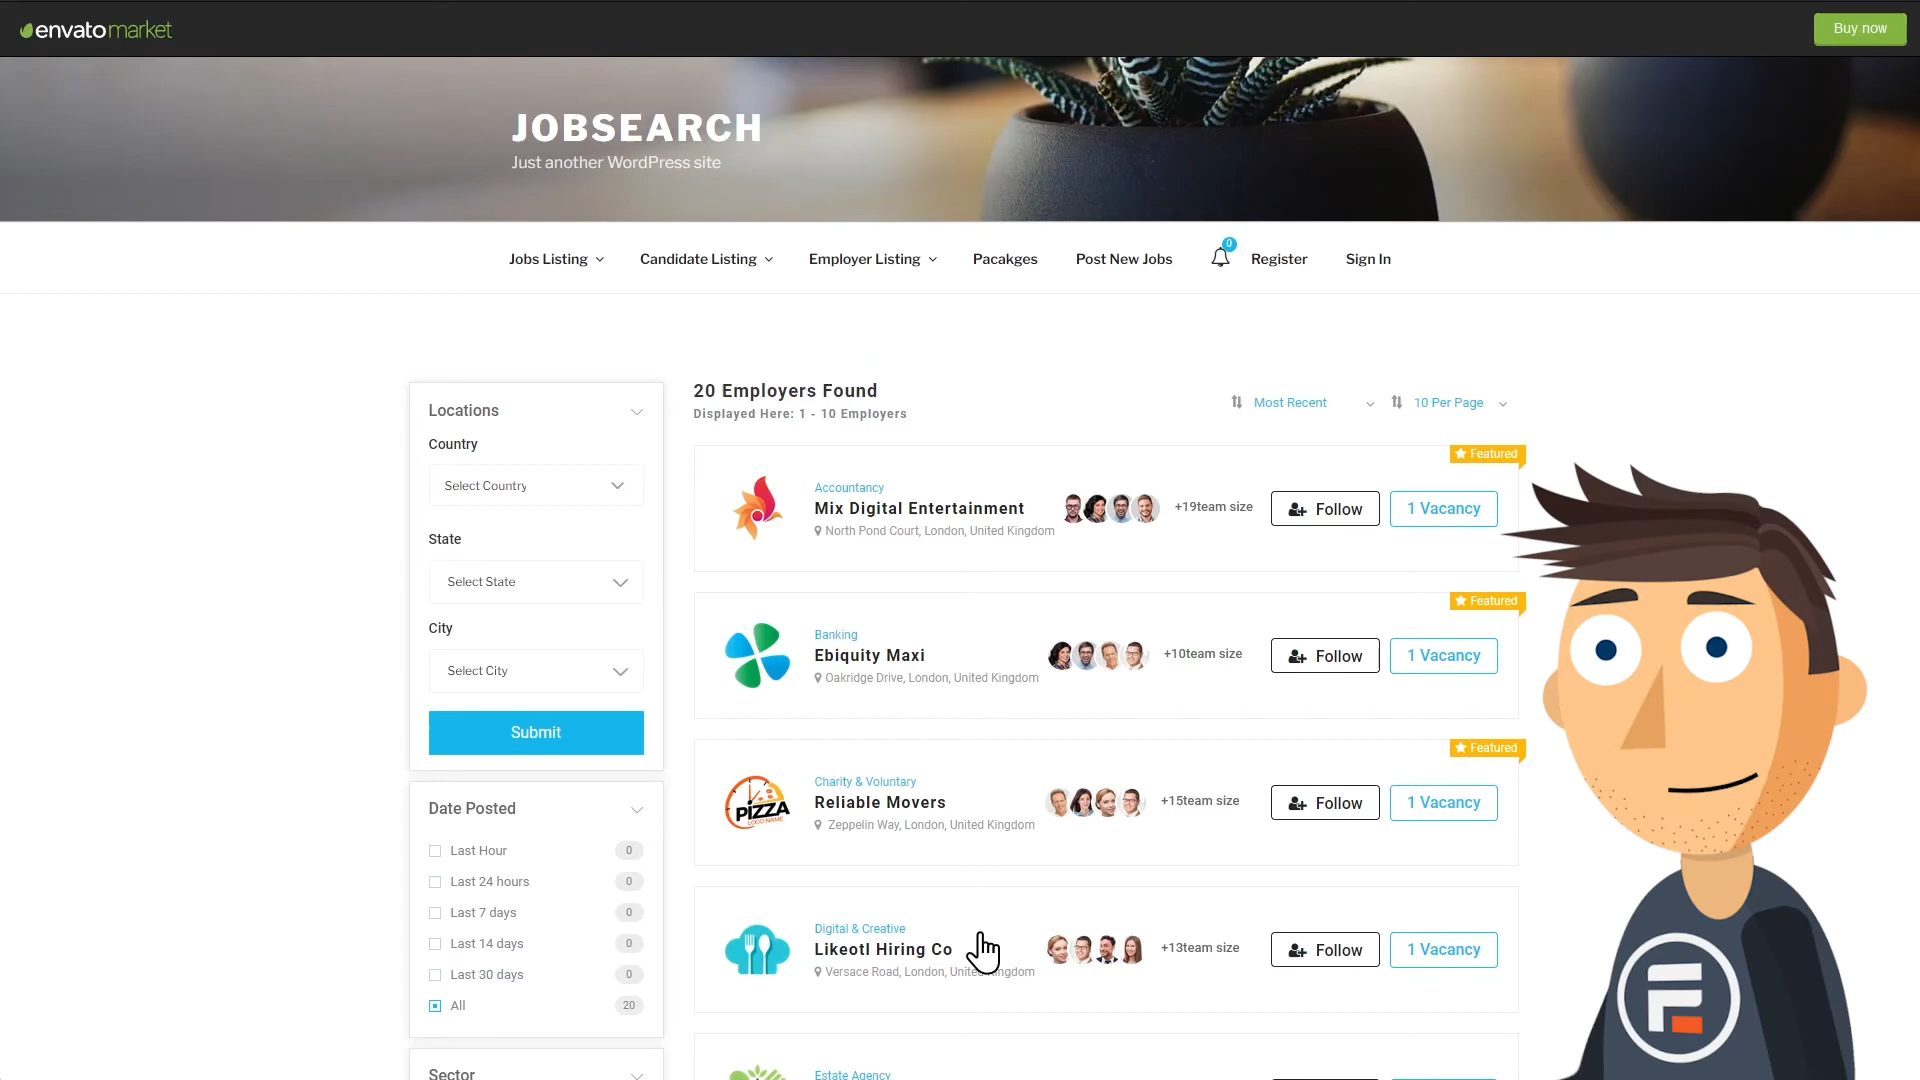 envatomarket
Buy now
JOBSEARCH
Just another WordPress site
Jobs Listing
Candidate Listing
Employer Listing
Pacakges
Post New Jobs
0
Register
Sign In
Locations
Country
Select Country
State
Select State
City
Select City
Submit
Date Posted
Last Hour 0
Last 24 hours 0
Last 7 days 0
Last 14 days 0
Last 30 days 0
All 20
Sector
20 Employers Found
Displayed Here: 1 - 10 Employers
Most Recent
10 Per Page
Featured
Accountancy
Mix Digital Entertainment
North Pond Court, London, United Kingdom
+19team size
Follow
1 Vacancy
Featured
Banking
Ebiquity Maxi
Oakridge Drive, London, United Kingdom
+10team size
Follow
1 Vacancy
Featured
PIZZA
LOGO NAME
Charity & Voluntary
Reliable Movers
Zeppelin Way, London, United Kingdom
+15team size
Follow
1 Vacancy
Digital & Creative
Likeotl Hiring Co
Versace Road, London, United Kingdom
+13team size
Follow
1 Vacancy
Estate Agency